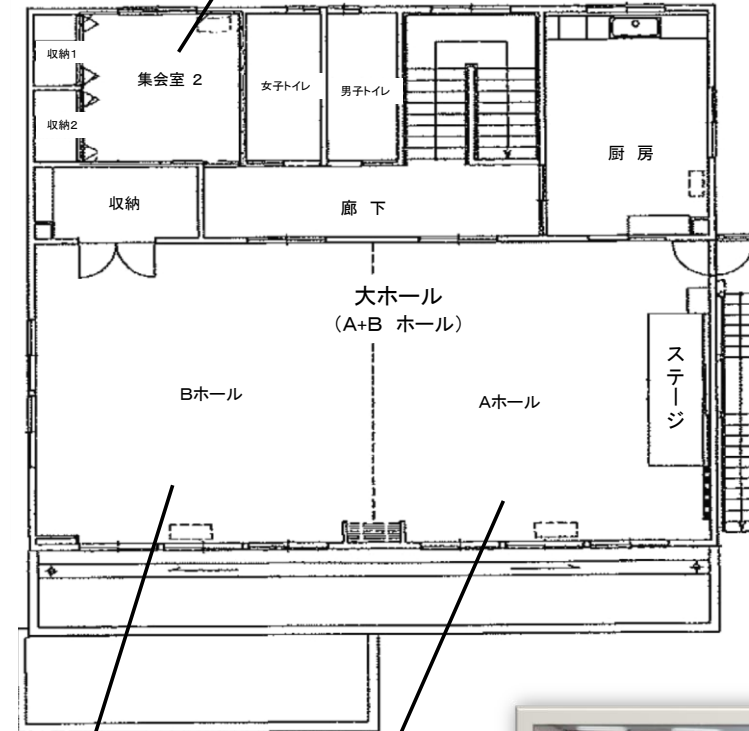 収納1
収納2
集会室 2
女子トイレ
男子トイレ
厨 房
収納
廊 下
大ホール
(A+B ホール)
Bホール
Aホール
ステージ